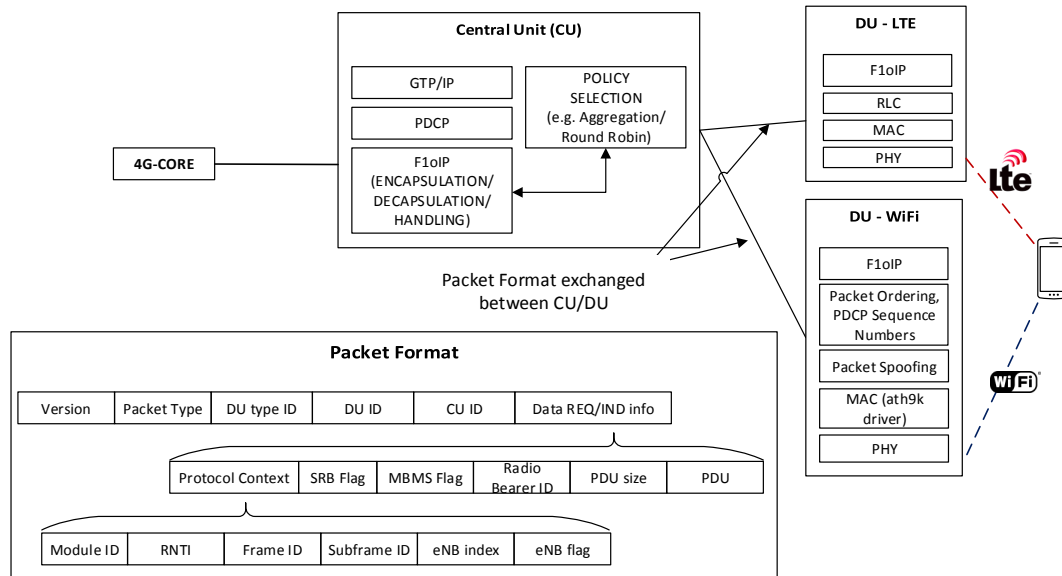 Central Unit (CU)
GTP/IP
PDCP
F1oIP
(ENCAPSULATION/
DECAPSULATION/
HANDLING)
POLICY
SELECTION
(e.g. Aggregation/
Round Robin)
4G-CORE
DU - LTE
F1oIP
RLC
MAC
PHY
Lte
DU - WiFi
F1oIP
Packet Ordering,
PDCP Sequence
Numbers
Packet Spoofing
MAC (ath9k
driver)
PHY
WiFi
Packet Format exchanged
between CU/DU
Packet Format
Version Packet Type DU type ID DU ID CU ID Data REQ/IND info
Protocol Context SRB Flag MBMS Flag Radio Bearer ID PDU size PDU
Module ID RNTI Frame ID Subframe ID eNB index eNB flag